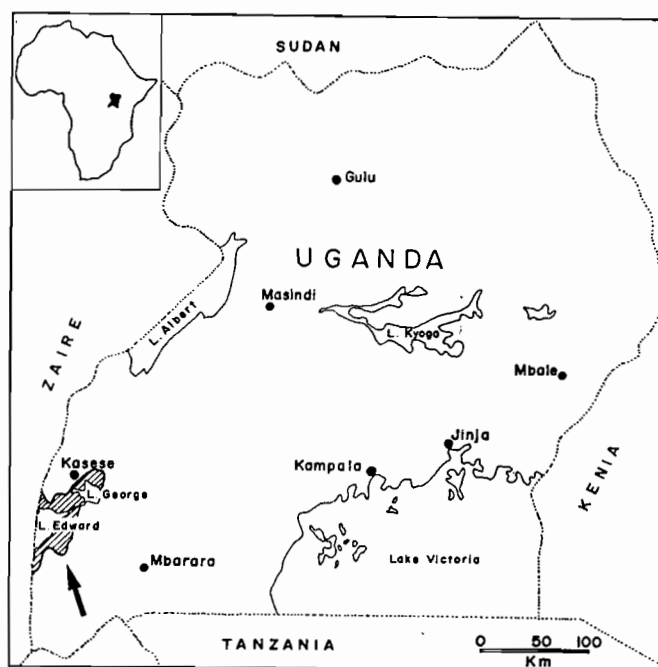 SUDAN
Gulu
UGANDA
Masindi
L. Albert
L. Kyoga
ZAIRE
Mbale
Jinja
Kasese
Kampala
KENIA
L. George
L. Edward
Mbarara
Lake Victoria
TANZANIA
0 50 100
Km